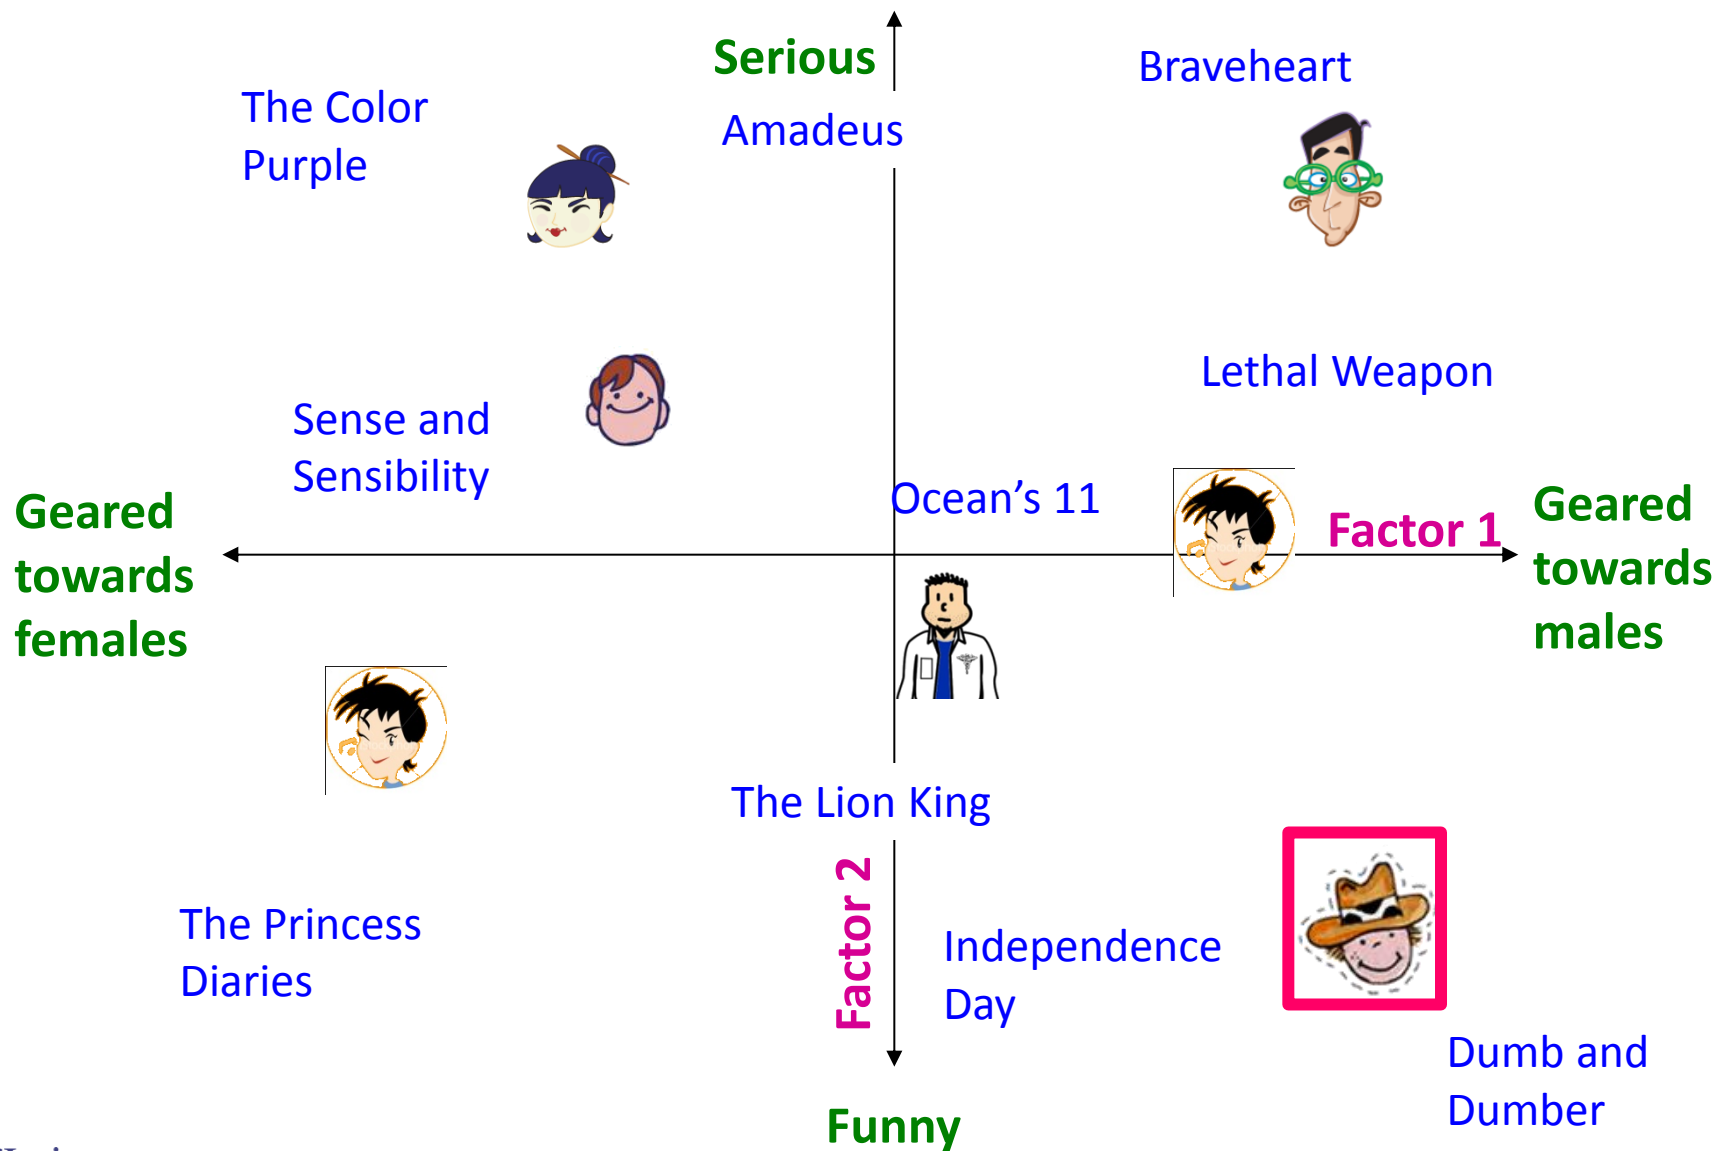 Serious
Braveheart
The Color
Purple
Amadeus
Lethal Weapon
Sense and
Sensibility
Ocean's 11
Geared
towards
females
Factor 1
Geared
towards
males
The Lion King
Factor 2
The Princess
Diaries
Independence
Day
Dumb and
Dumber
Funny